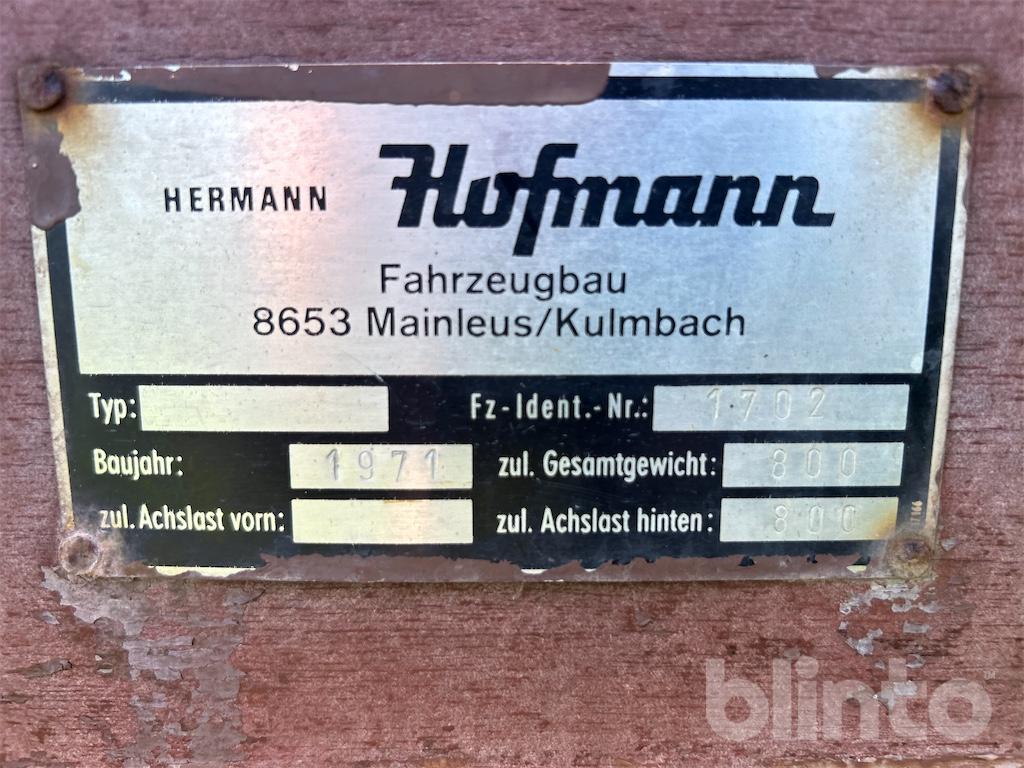 HERMANN Hofmann
Fahrzeugbau
8653 Mainleus/Kulmbach
Typ: Fz-Ident.-Nr.: 1702
Baujahr: 1971 zul. Gesamtgewicht: 800
zul. Achslast vorn: zul. Achslast hinten: 800
blinto